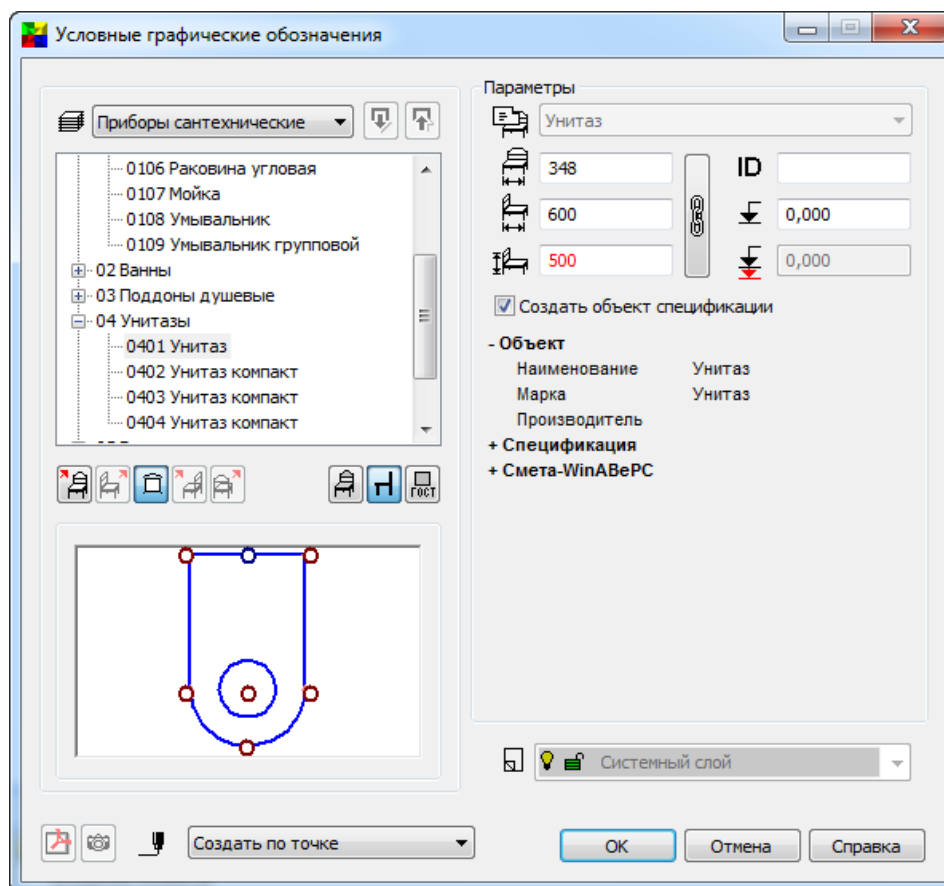 Условные графические обозначения
Приборы сантехнические
0106 Раковина угловая
0107 Мойка
0108 Умывальник
0109 Умывальник групповой
02 Ванны
03 Поддоны душевые
04 Унитазы
0401 Унитаз
0402 Унитаз компакт
0403 Унитаз компакт
0404 Унитаз компакт
ГОСТ
Параметры
Унитаз
348
ID
600
0,000
500
0,000
Создать объект спецификации
- Объект
Наименование Унитаз
Марка Унитаз
Производитель
+ Спецификация
+ Смета-WinАВеРС
Системный слой
Создать по точке
OK
Отмена
Справка